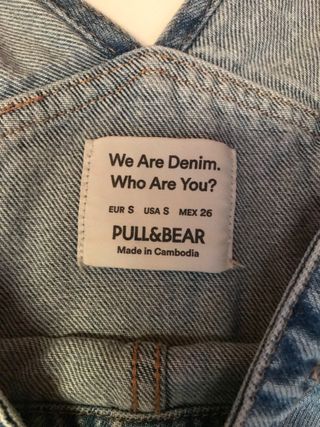 We Are Denim.
Who Are You?
EUR S USA S MEX 26
PULL&BEAR
Made in Cambodia